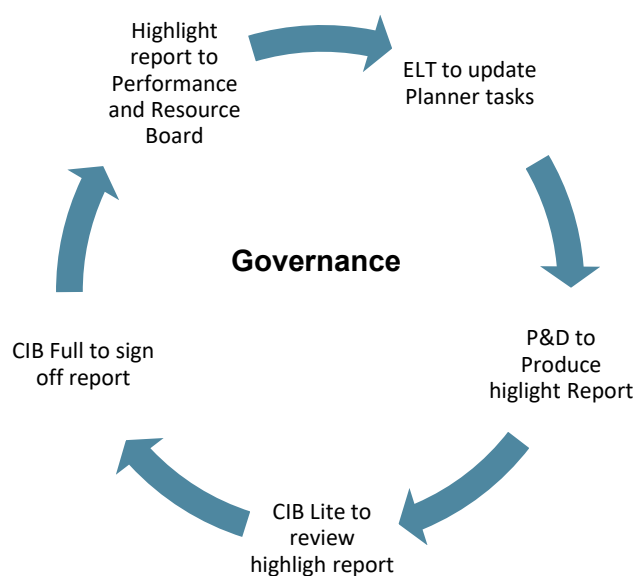 Highlight
report to
Performance
and Resource
Board
ELT to update
Planner tasks
Governance
P&D to
Produce
higlight Report
CIB Lite to
review
highligh report
CIB Full to sign
off report